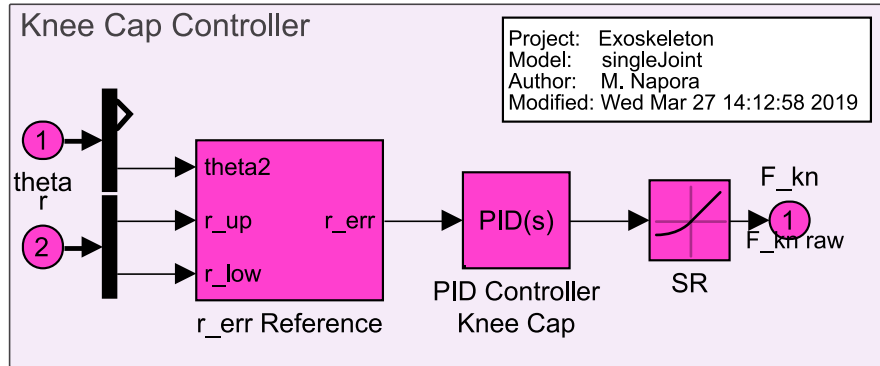 Knee Cap Controller
Project: Exoskeleton
Model: singleJoint
Author: M. Napora
Modified: Wed Mar 27 14:12:58 2019
1
theta
r
2
theta2
r_up
r_low
r_err
r_err Reference
PID(s)
PID Controller
Knee Cap
SR
F_kn
1
F_kn raw